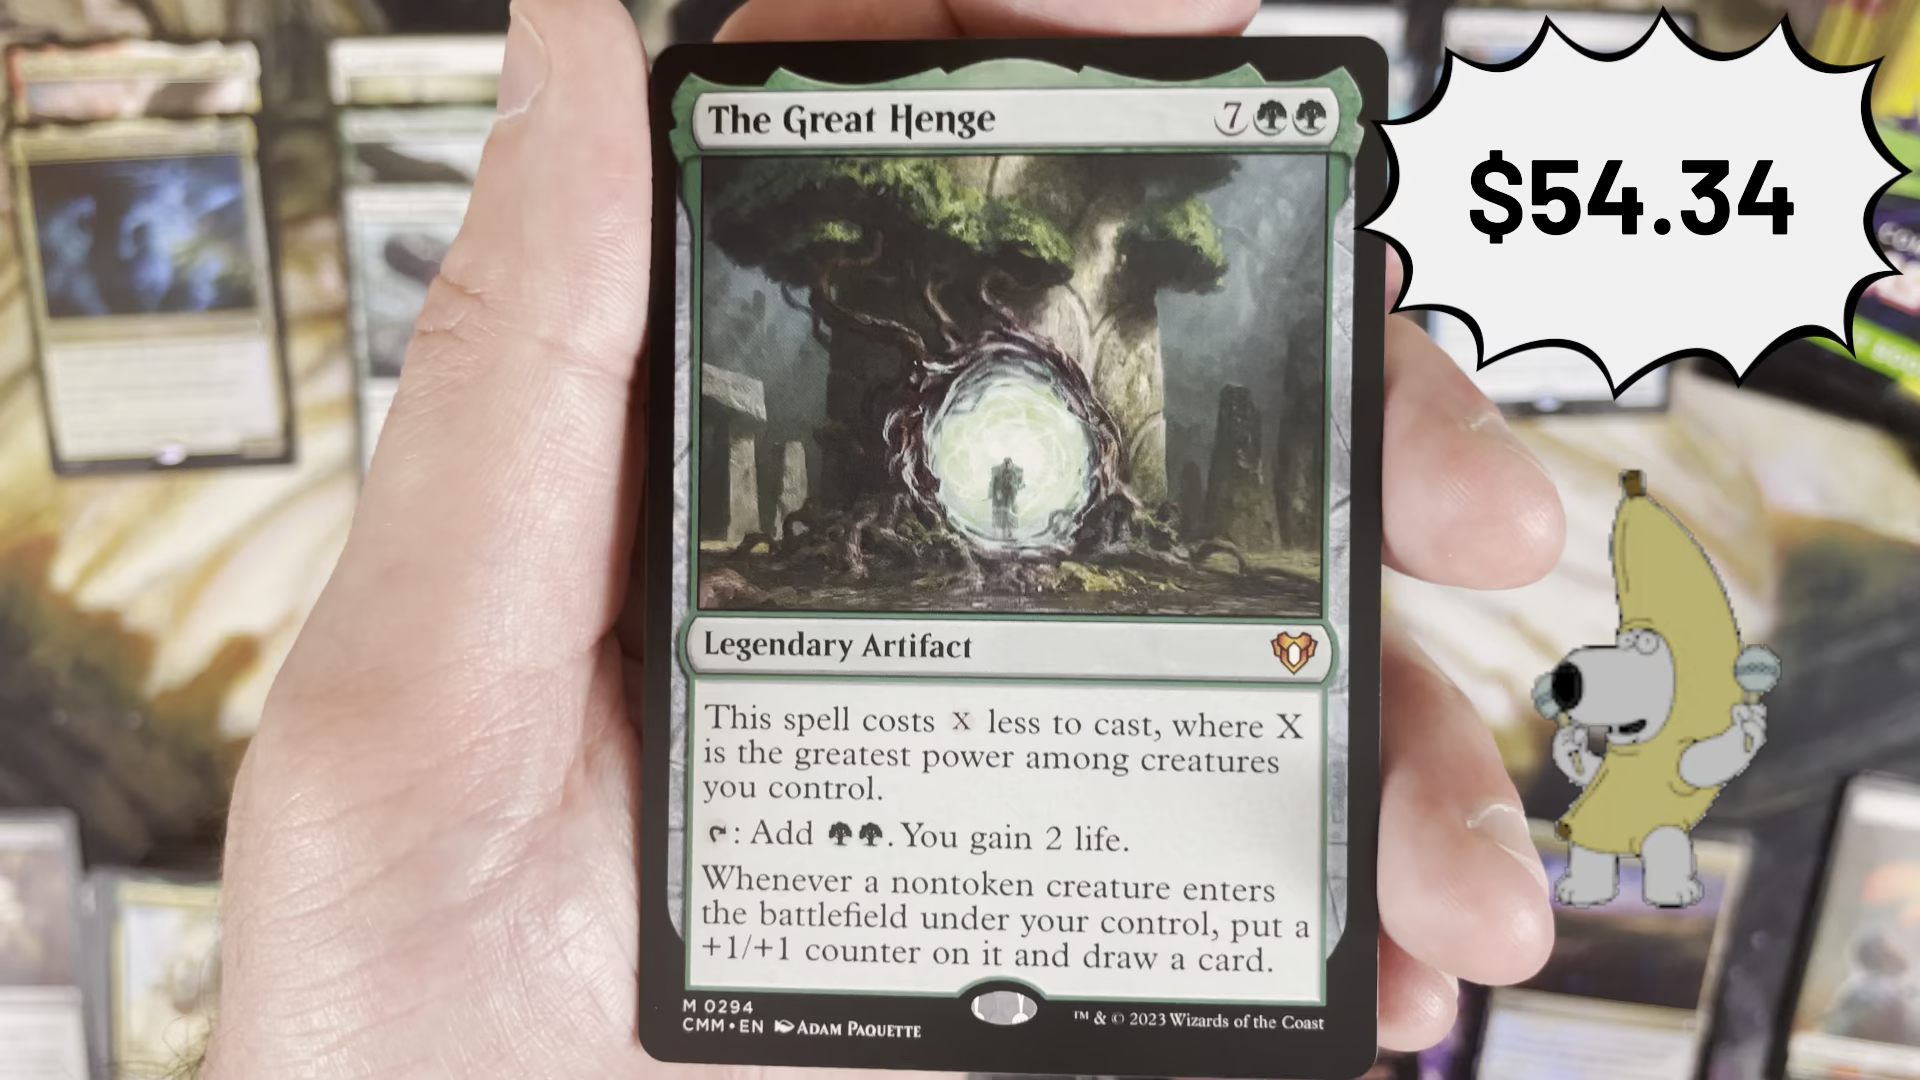 The Great Henge 7
$54.34
Legendary Artifact
This spell costs X less to cast, where X
is the greatest power among creatures
you control.
: Add . You gain 2 life.
Whenever a nontoken creature enters
the battlefield under your control, put a
+1/+1 counter on it and draw a card.
M 0294
CMM • EN ADAM PAQUETTE
™ & © 2023 Wizards of the Coast